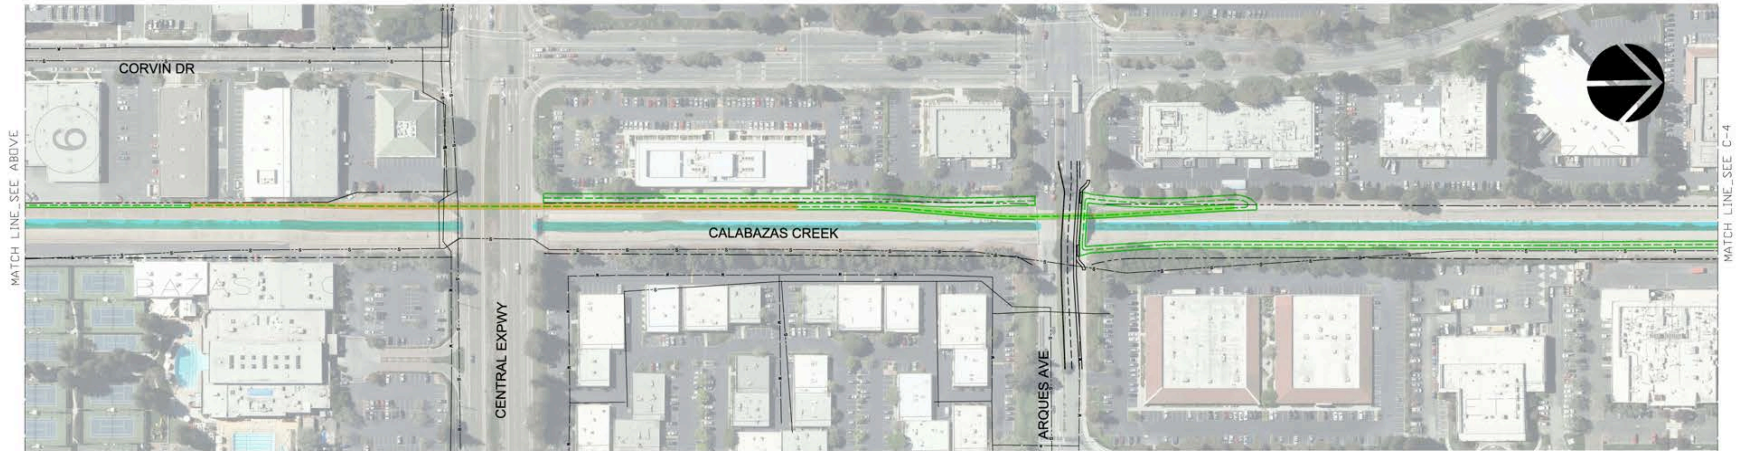 CORVIN DR
MATCH LINE_SEE ABOVE
CALABAZAS CREEK
CENTRAL EXPWY
ARQUES AVE
MATCH LINE_SEE C-4